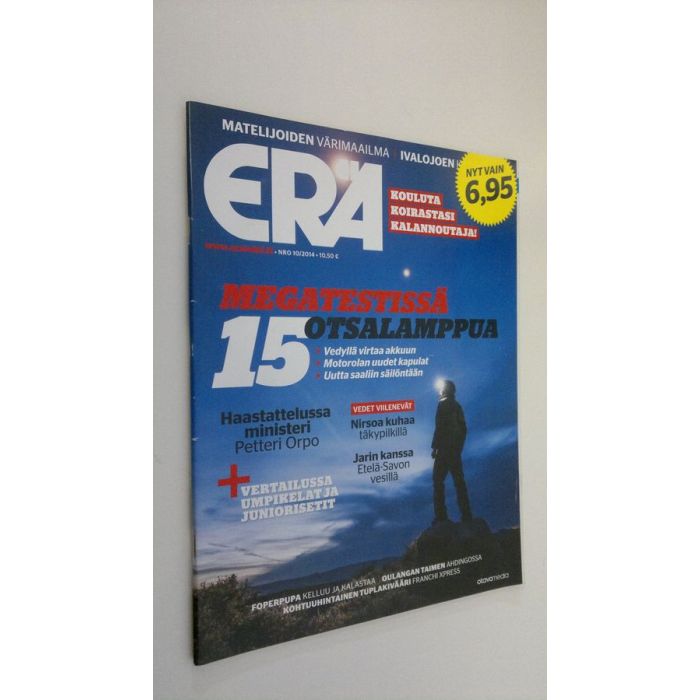 MATELIJOIDEN VÄRIMAAILMA IVALOJOEN
NYT VAIN
6,95
ERÄ
KOULUTA
KOIRASTASI
KALANNOUTAJA!
• NRO 10/2014 • 10,50 €
MEGATESTISSÄ
15 OTSALAMPPUA
• Vedyllä virtaa akkuun
• Motorolan uudet kapulat
• Uutta saaliin säilöntään
Haastattelussa
ministeri
Petteri Orpo
VEDET VIILENEVÄT
Nirsoa kuhaa
täkypilkillä
Jarin kanssa
Etelä-Savon
vesillä
+ VERTAILUSSA
UMPIKELAT JA
JUNIORISETIT
FOPERPUPA KELLUU JA KALASTAA OULANGAN TAIMEN AHDINGOSSA
KOHTUUHINTAINEN TUPLAKIVÄÄRI FRANCHI XPRESS
otavamedia